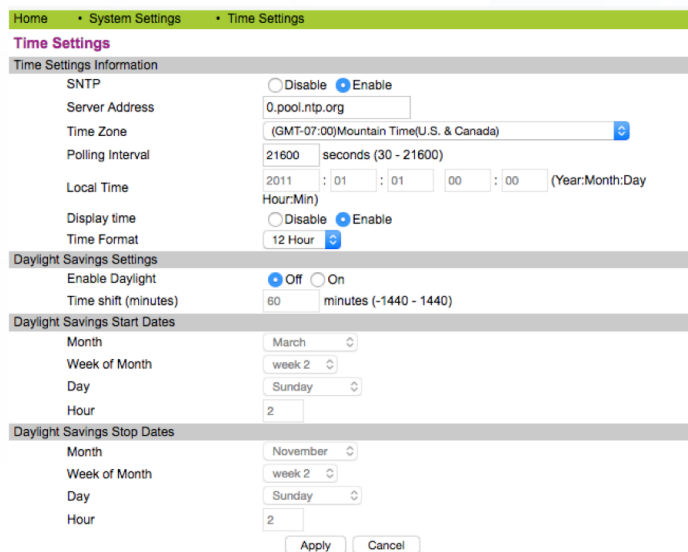 Home • System Settings • Time Settings
Time Settings
Time Settings Information
SNTP Disable Enable
Server Address 0.pool.ntp.org
Time Zone (GMT-07:00)Mountain Time(U.S. & Canada)
Polling Interval 21600 seconds (30 - 21600)
Local Time 2011 : 01 : 01 00 : 00 (Year:Month:Day
Hour:Min)
Display time Disable Enable
Time Format 12 Hour
Daylight Savings Settings
Enable Daylight Off On
Time shift (minutes) 60 minutes (-1440 - 1440)
Daylight Savings Start Dates
Month March
Week of Month week 2
Day Sunday
Hour 2
Daylight Savings Stop Dates
Month November
Week of Month week 2
Day Sunday
Hour 2
Apply Cancel